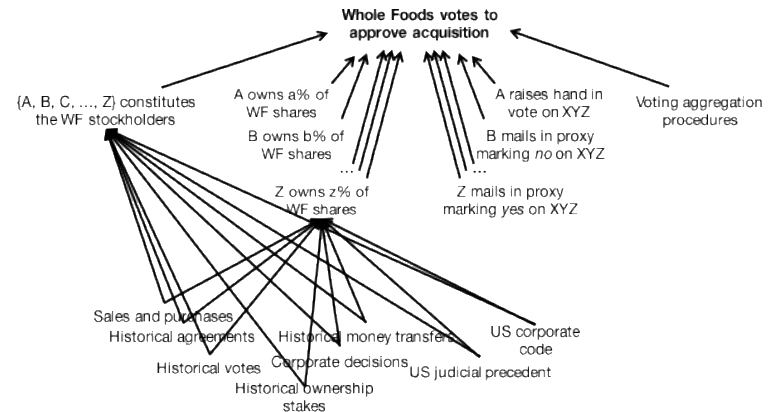 Whole Foods votes to
approve acquisition
{A, B, C, ..., Z} constitutes
the WF stockholders
A owns a% of
WF shares
B owns b% of
WF shares
...
Z owns z% of
WF shares
A raises hand in
vote on XYZ
B mails in proxy
marking no on XYZ
...
Z mails in proxy
marking yes on XYZ
Voting aggregation
procedures
Sales and purchases
Historical agreements
Historical votes
Historical ownership
stakes
Historical money transfers
Corporate decisions
US judicial precedent
US corporate
code